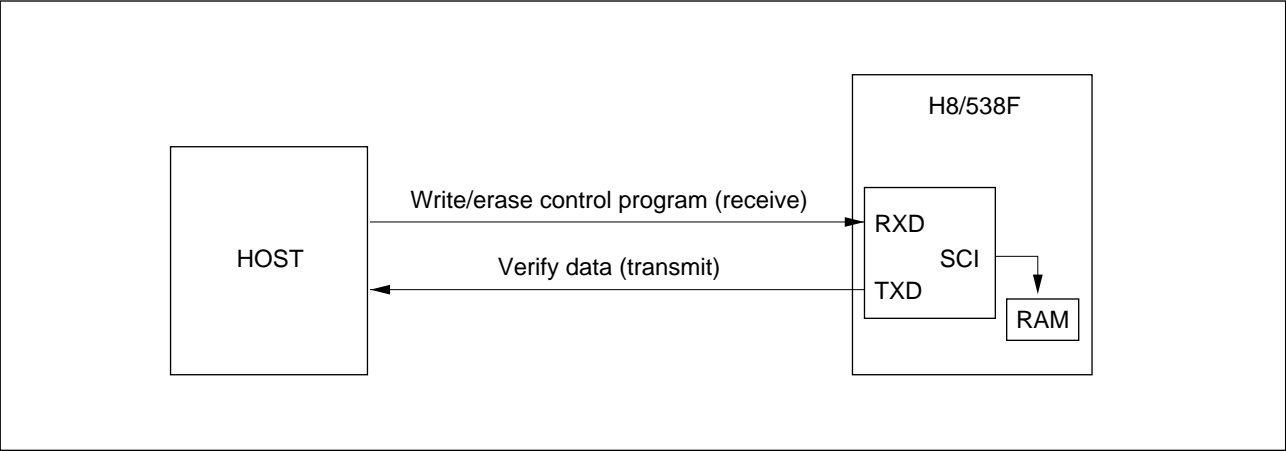 H8/538F
Write/erase control program (receive)
RXD
HOST
SCI
Verify data (transmit)
TXD
RAM